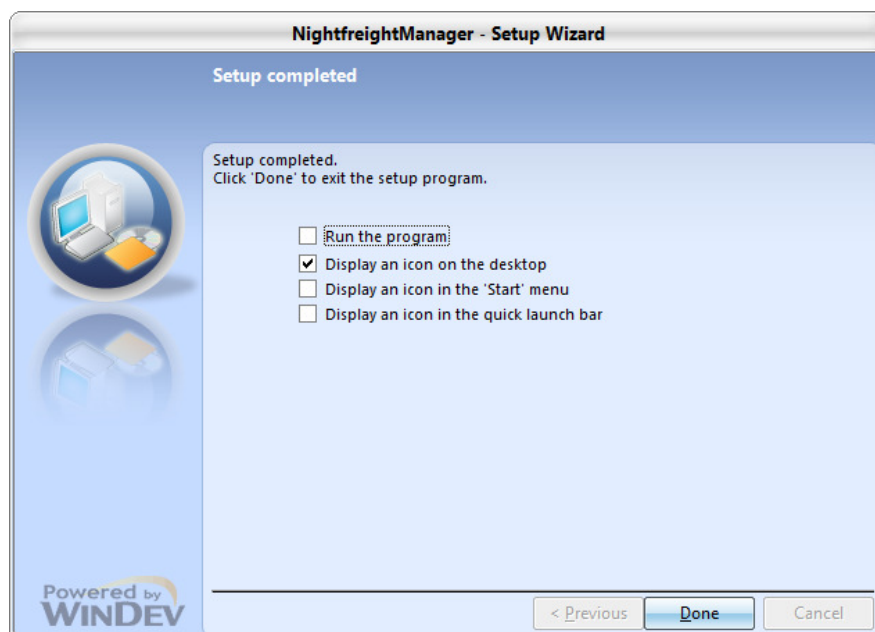 NightfreightManager - Setup Wizard
Setup completed
Setup completed.
Click 'Done' to exit the setup program.
Run the program
Display an icon on the desktop
Display an icon in the 'Start' menu
Display an icon in the quick launch bar
Powered by
WINDEV
< Previous Done Cancel